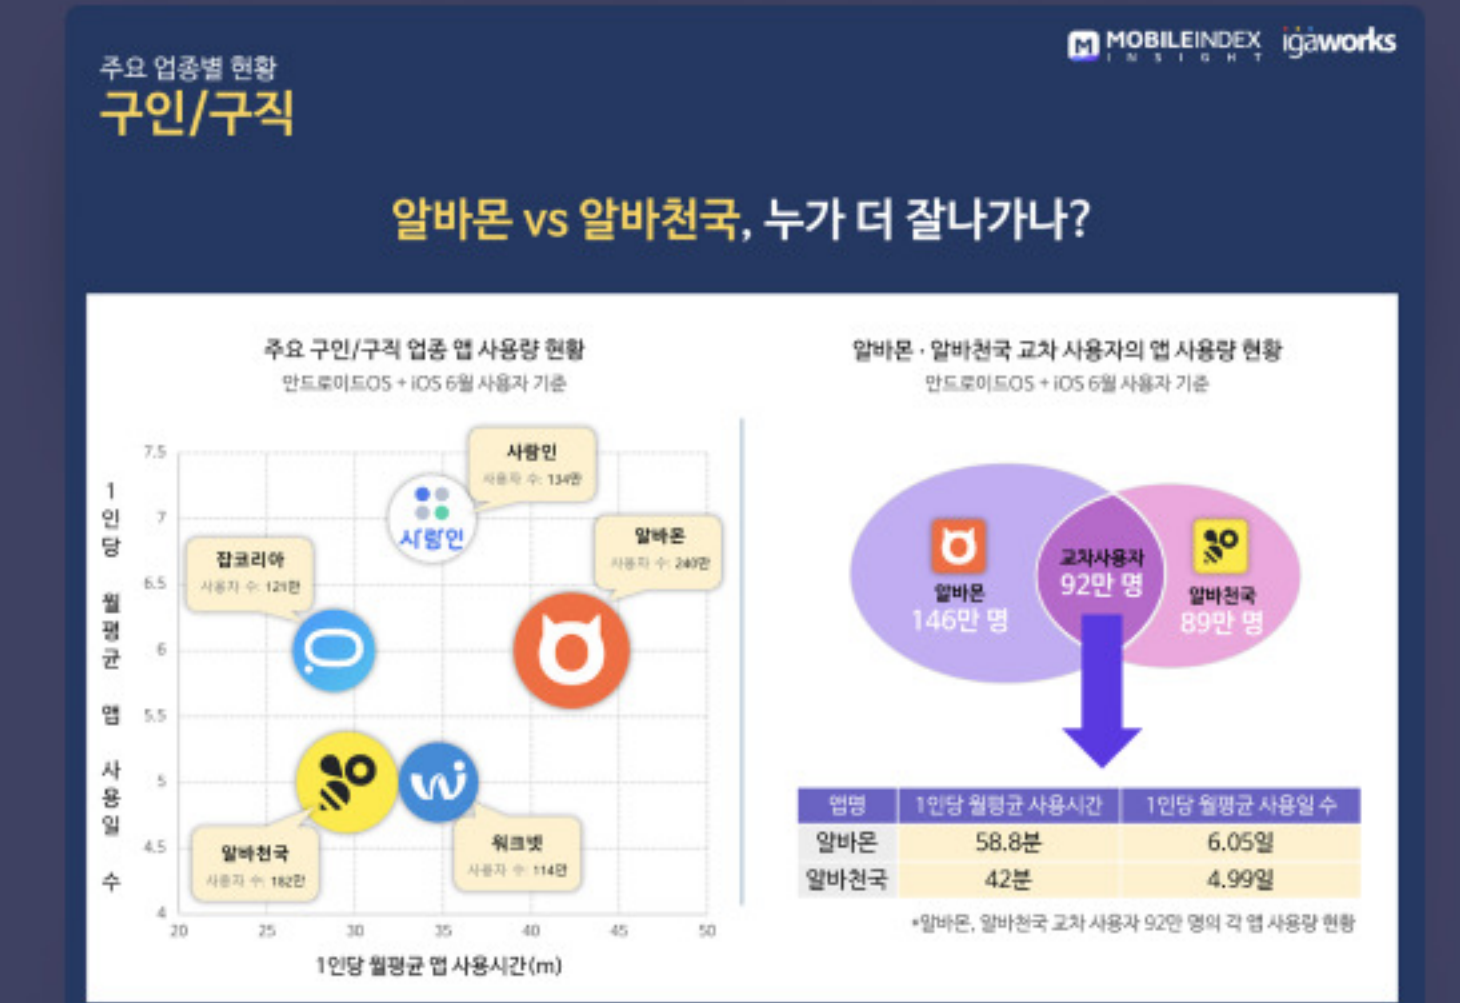 주요 업종별 현황
구인/구직
MOBILEINDEX
INSIGHT
igaworks
알바몬 vs 알바천국, 누가 더 잘나가나?
주요 구인/구직 업종 앱 사용량 현황
안드로이드OS + iOS 6월 사용자 기준
1인당 월평균 앱 사용일 수
7.5
7
6.5
6
5.5
5
4.5
4
20 25 30 35 40 45 50
1인당 월평균 앱 사용시간(m)
사람인
사용자 수: 134만
사람인
알바몬
사용자 수: 240만
잡코리아
사용자 수: 121만
알바천국
사용자 수: 182만
워크넷
사용자 수: 114만
알바몬 · 알바천국 교차 사용자의 앱 사용량 현황
안드로이드OS + iOS 6월 사용자 기준
알바몬
146만 명
교차사용자
92만 명
알바천국
89만 명
앱명 1인당 월평균 사용시간 1인당 월평균 사용일 수
알바몬 58.8분 6.05일
알바천국 42분 4.99일
*알바몬, 알바천국 교차 사용자 92만 명의 각 앱 사용량 현황